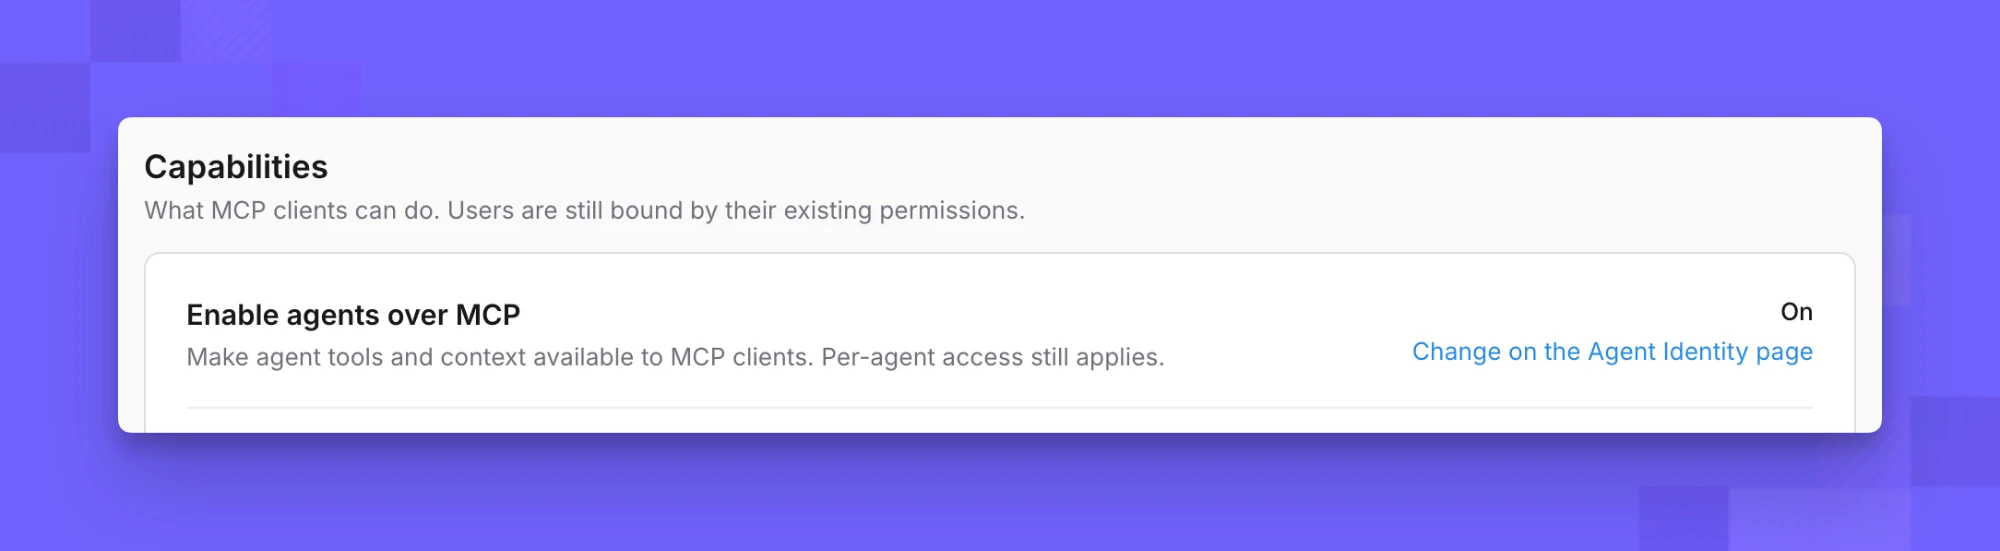 Capabilities
What MCP clients can do. Users are still bound by their existing permissions.
Enable agents over MCP
On
Make agent tools and context available to MCP clients. Per-agent access still applies.
Change on the Agent Identity page